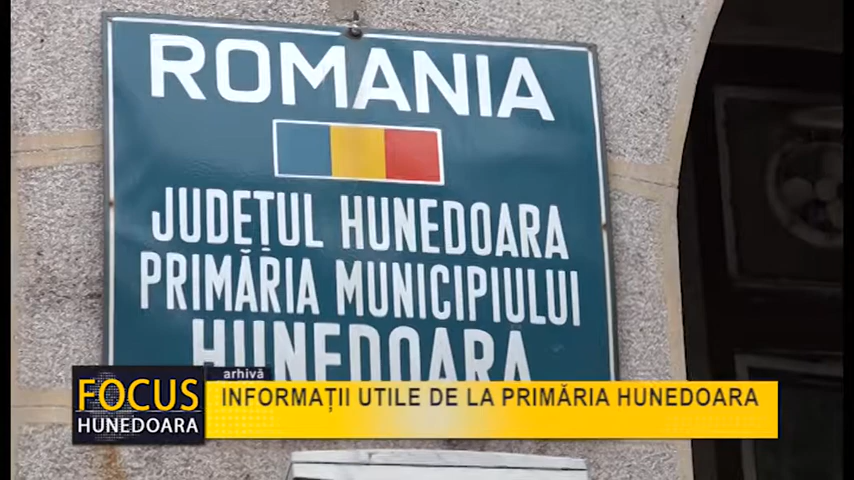 ROMANIA
JUDEȚUL HUNEDOARA
PRIMĂRIA MUNICIPIULUI
HUNEDOARA
arhivă
FOCUS
HUNEDOARA
INFORMAȚII UTILE DE LA PRIMĂRIA HUNEDOARA